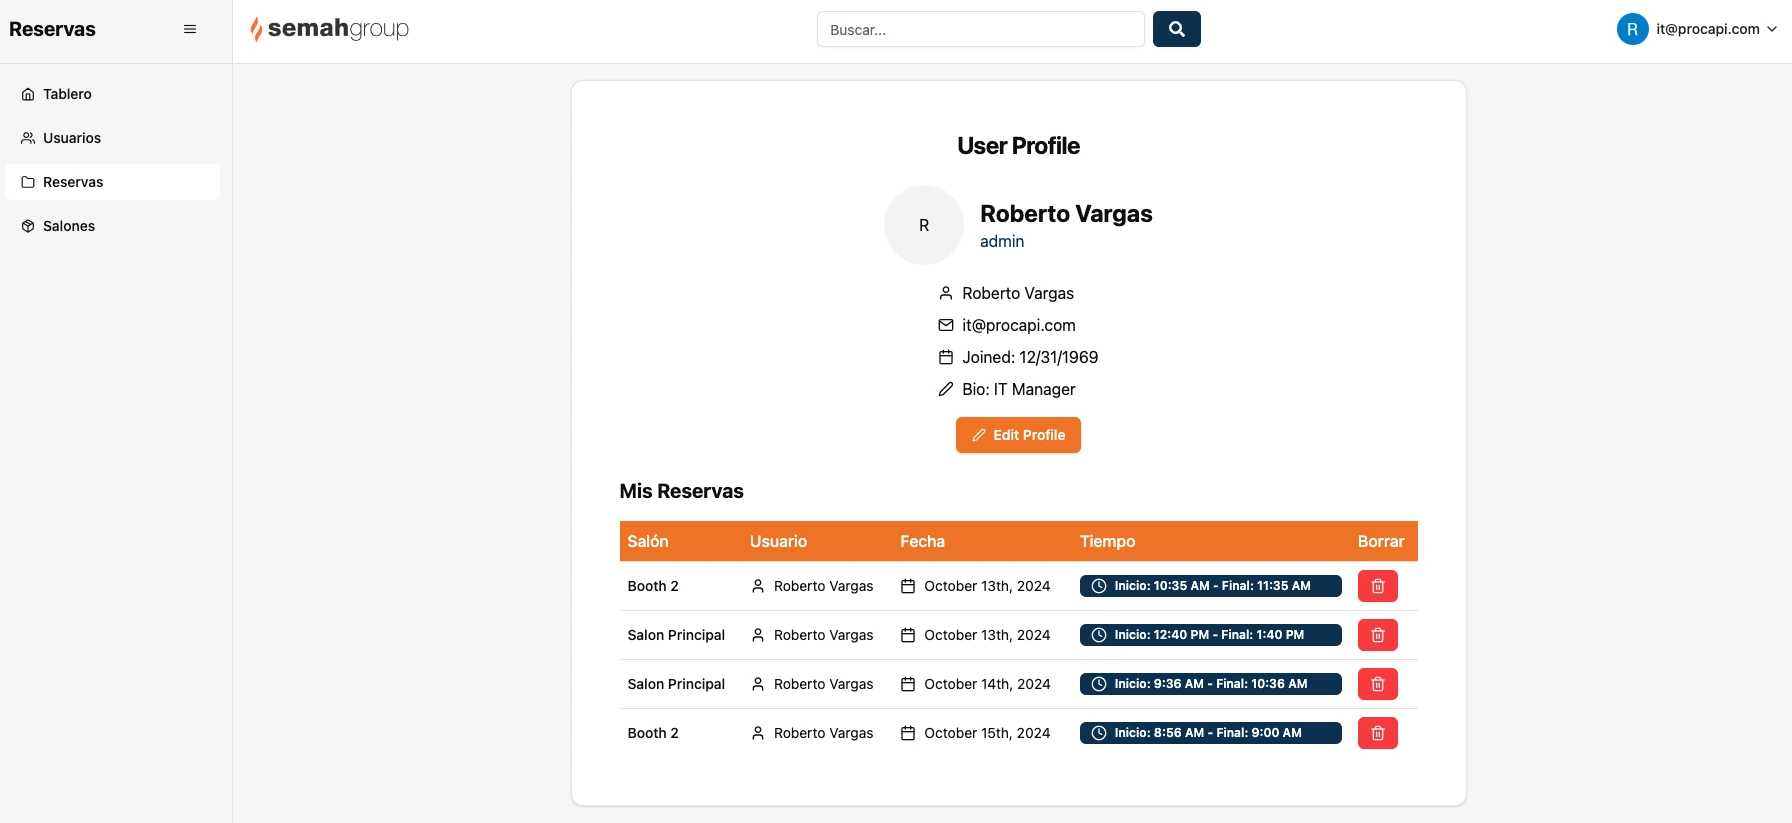 Reservas
semahgroup
Buscar...
R it@procapi.com
Tablero
Usuarios
Reservas
Salones
User Profile
R
Roberto Vargas
admin
Roberto Vargas
it@procapi.com
Joined: 12/31/1969
Bio: IT Manager
Edit Profile
Mis Reservas
Salón Usuario Fecha Tiempo Borrar
Booth 2 Roberto Vargas October 13th, 2024 Inicio: 10:35 AM - Final: 11:35 AM
Salon Principal Roberto Vargas October 13th, 2024 Inicio: 12:40 PM - Final: 1:40 PM
Salon Principal Roberto Vargas October 14th, 2024 Inicio: 9:36 AM - Final: 10:36 AM
Booth 2 Roberto Vargas October 15th, 2024 Inicio: 8:56 AM - Final: 9:00 AM